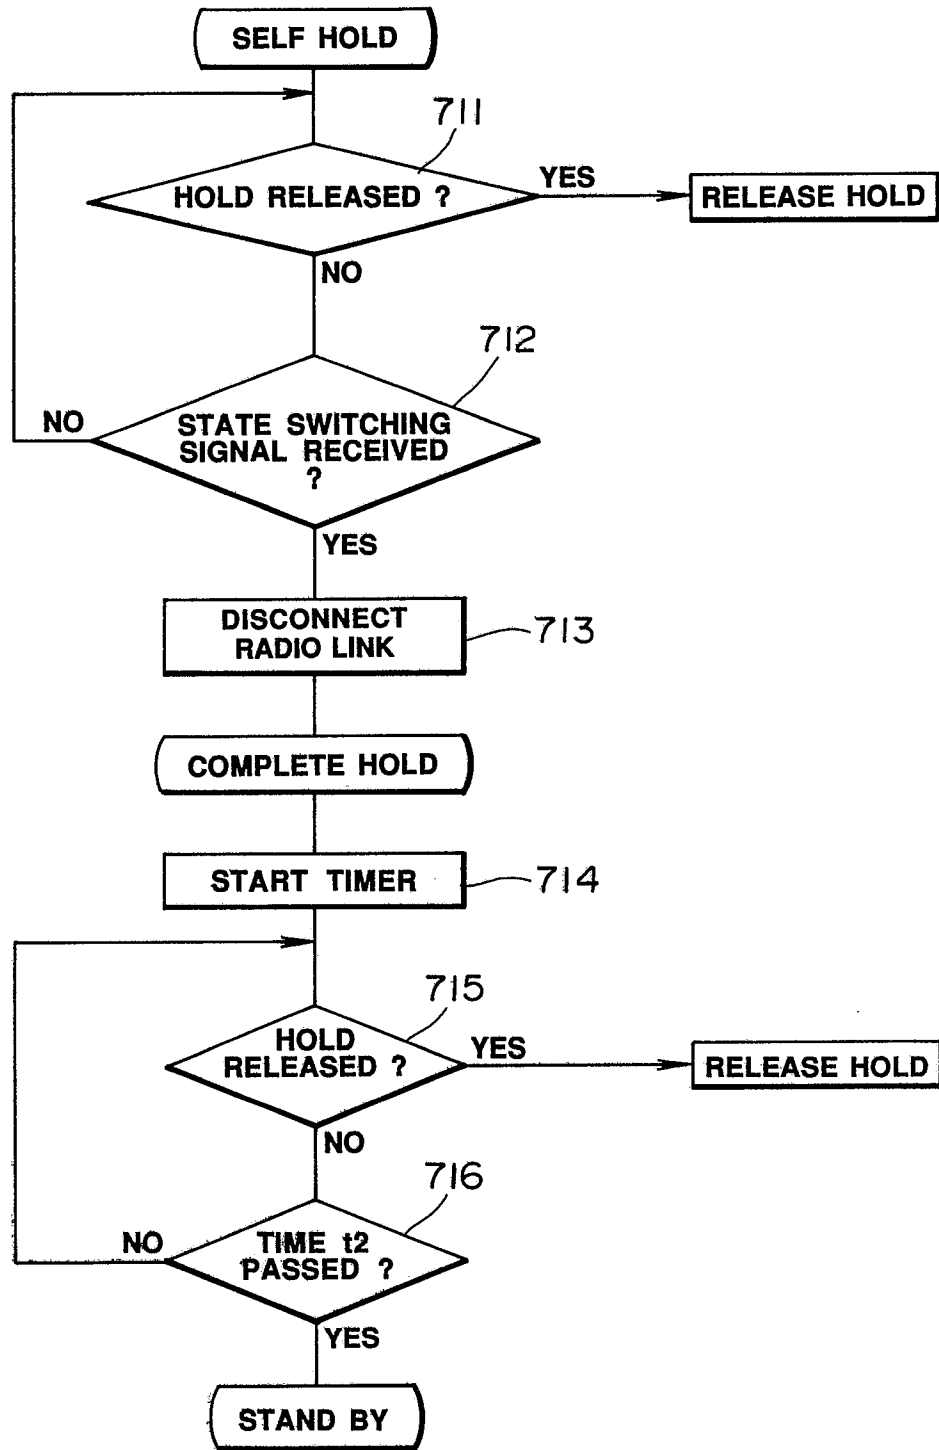 SELF HOLD
711
HOLD RELEASED ?
YES
RELEASE HOLD
NO
712
NO
STATE SWITCHING
SIGNAL RECEIVED
?
YES
DISCONNECT
RADIO LINK
713
COMPLETE HOLD
START TIMER
714
715
HOLD
RELEASED ?
YES
RELEASE HOLD
NO
716
NO
TIME t2
PASSED ?
YES
STAND BY